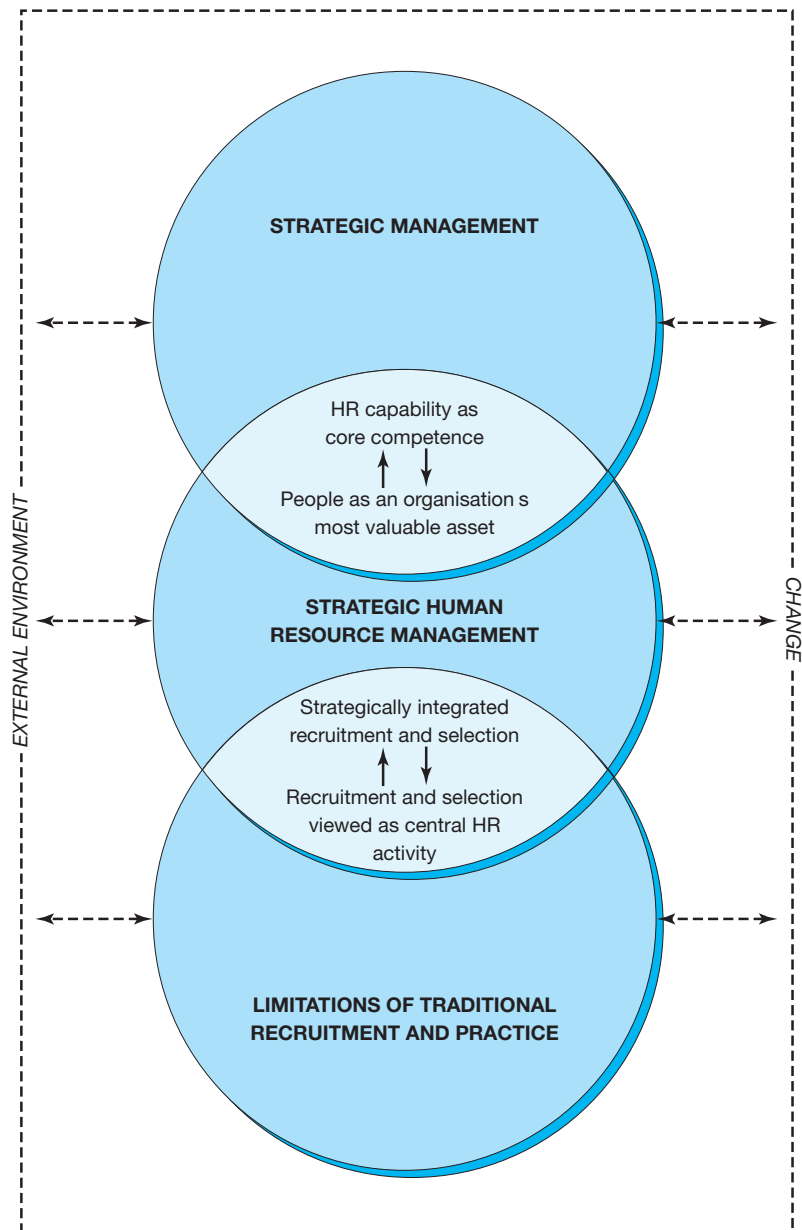 STRATEGIC MANAGEMENT
HR capability as
core competence
People as an organisation s
most valuable asset
EXTERNAL ENVIRONMENT
STRATEGIC HUMAN
RESOURCE MANAGEMENT
CHANGE
Strategically integrated
recruitment and selection
Recruitment and selection
viewed as central HR
activity
LIMITATIONS OF TRADITIONAL
RECRUITMENT AND PRACTICE